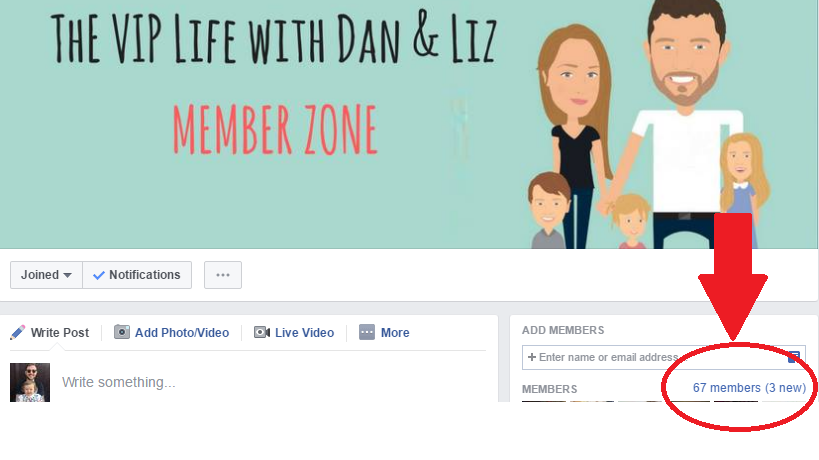 THE VIP LIFE WITH DAN & LIZ
MEMBER ZONE
Joined
Notifications
Write Post
Add Photo/Video
Live Video
More
Write something...
ADD MEMBERS
+ Enter name or email address
MEMBERS
67 members (3 new)